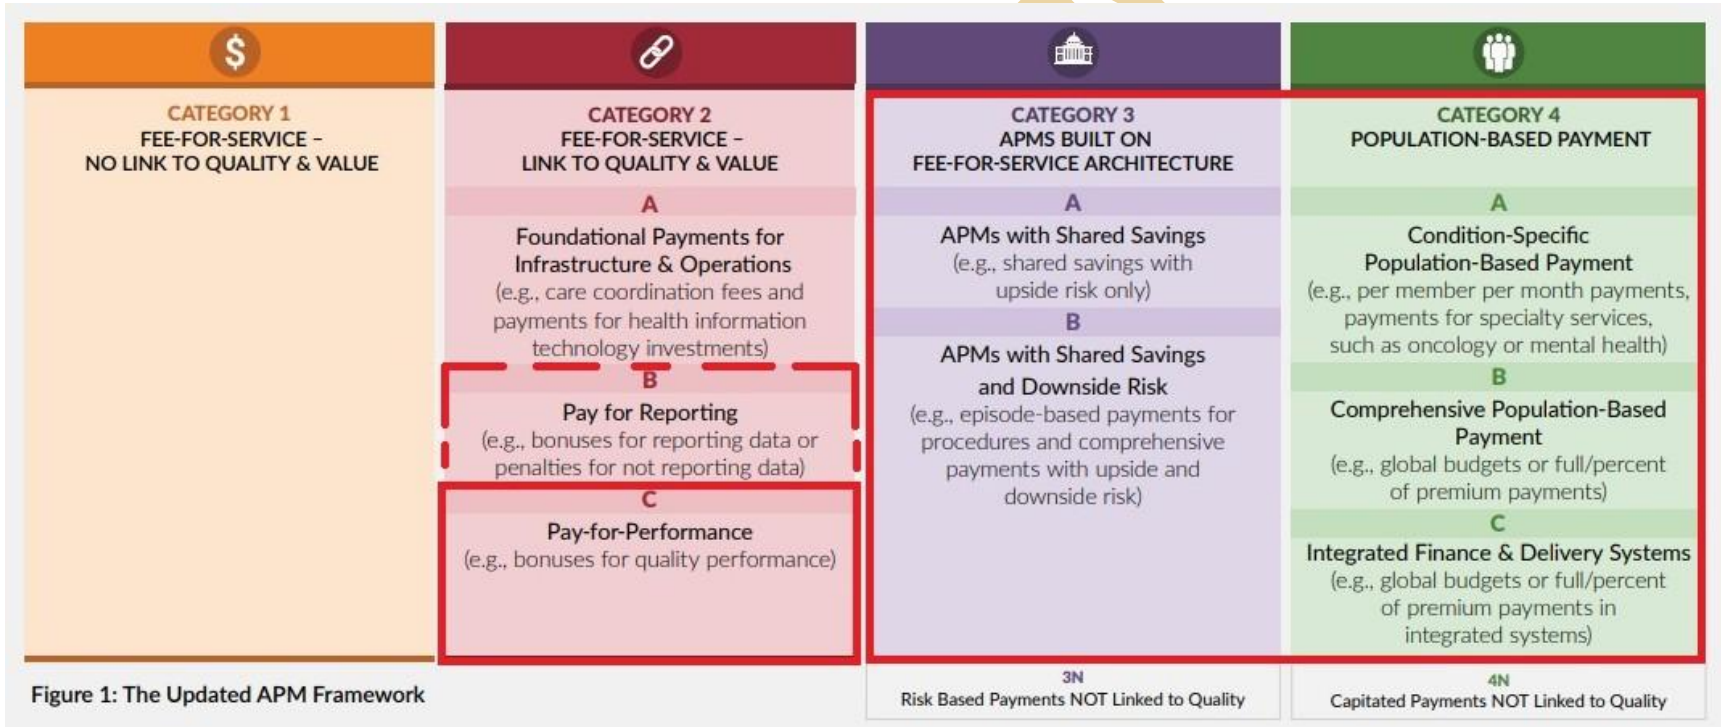 $
CATEGORY 1
FEE-FOR-SERVICE –
NO LINK TO QUALITY & VALUE
CATEGORY 2
FEE-FOR-SERVICE –
LINK TO QUALITY & VALUE
A
Foundational Payments for
Infrastructure & Operations
(e.g., care coordination fees and
payments for health information
technology investments)
B
Pay for Reporting
(e.g., bonuses for reporting data or
penalties for not reporting data)
C
Pay-for-Performance
(e.g., bonuses for quality performance)
CATEGORY 3
APMS BUILT ON
FEE-FOR-SERVICE ARCHITECTURE
A
APMs with Shared Savings
(e.g., shared savings with
upside risk only)
B
APMs with Shared Savings
and Downside Risk
(e.g., episode-based payments for
procedures and comprehensive
payments with upside and
downside risk)
3N
Risk Based Payments NOT Linked to Quality
CATEGORY 4
POPULATION-BASED PAYMENT
A
Condition-Specific
Population-Based Payment
(e.g., per member per month payments,
payments for specialty services,
such as oncology or mental health)
B
Comprehensive Population-Based
Payment
(e.g., global budgets or full/percent
of premium payments)
C
Integrated Finance & Delivery Systems
(e.g., global budgets or full/percent
of premium payments in
integrated systems)
4N
Capitated Payments NOT Linked to Quality
Figure 1: The Updated APM Framework